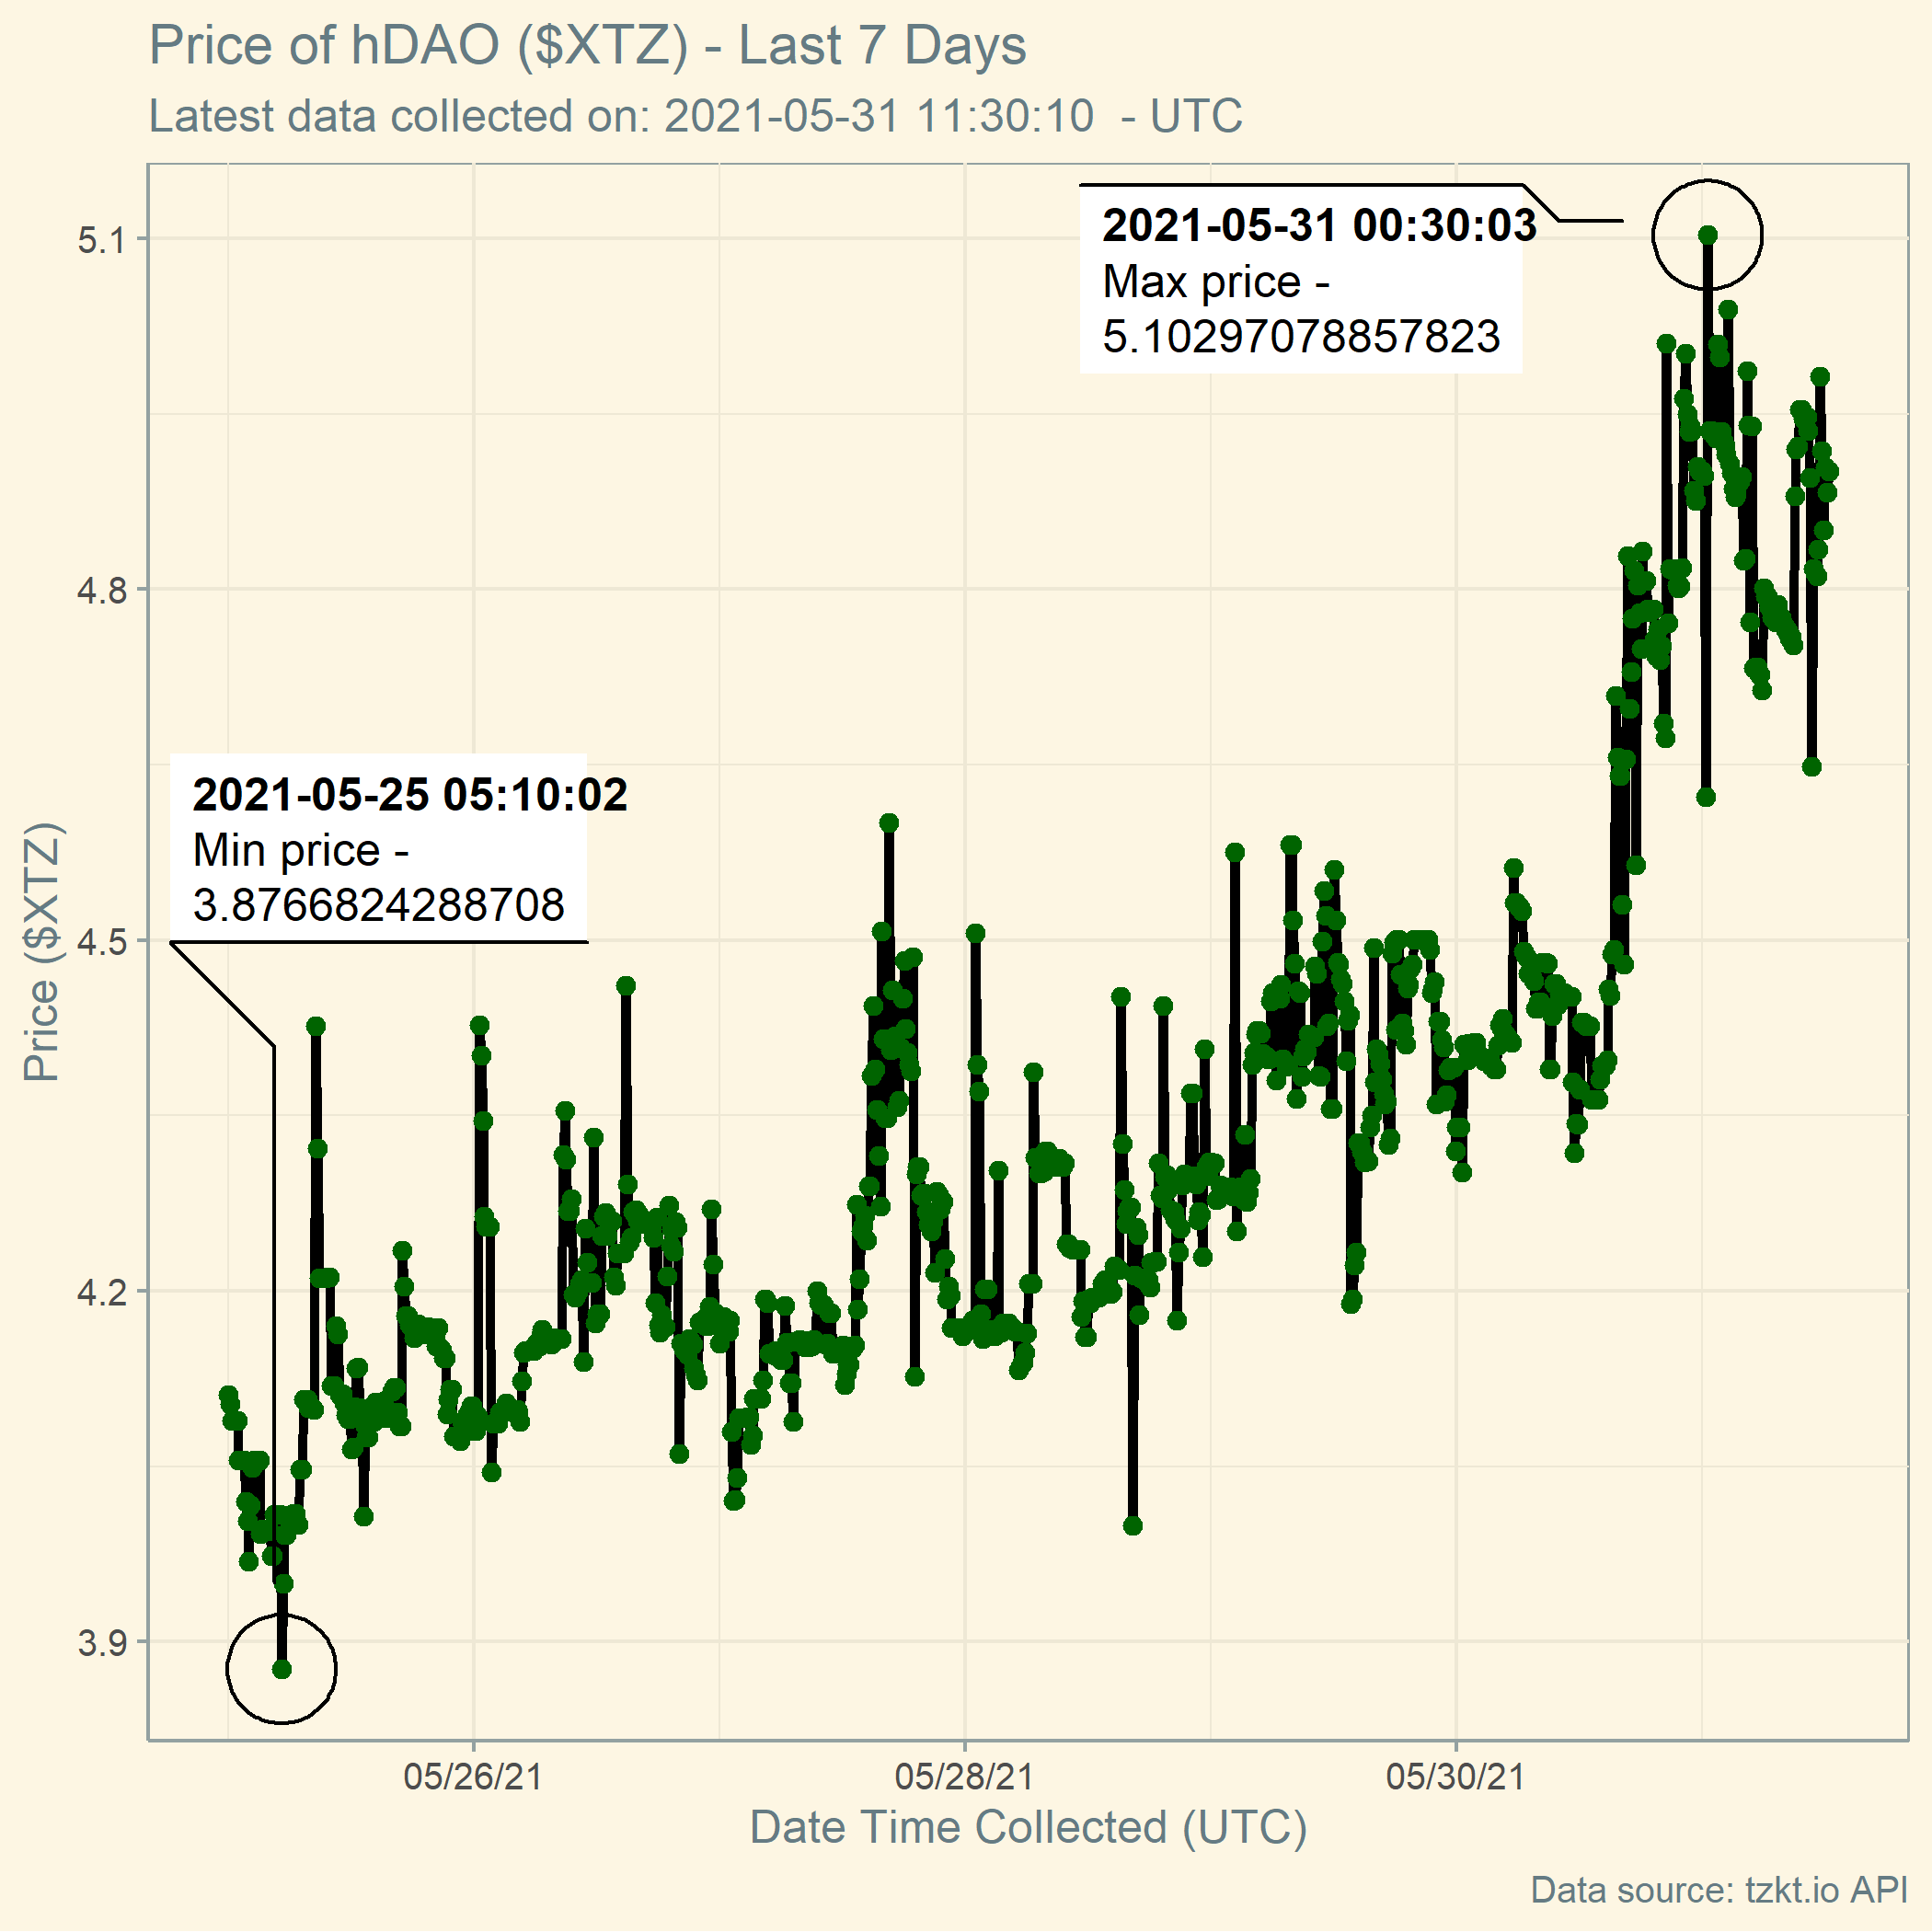 Price of hDAO ($XTZ) - Last 7 Days
Latest data collected on: 2021-05-31 11:30:10  - UTC
2021-05-31 00:30:03
Max price -
5.10297078857823
5.1
4.8
2021-05-25 05:10:02
Min price -
3.8766824288708
4.5
4.2
3.9
Price ($XTZ)
05/26/21
05/28/21
05/30/21
Date Time Collected (UTC)
Data source: tzkt.io API